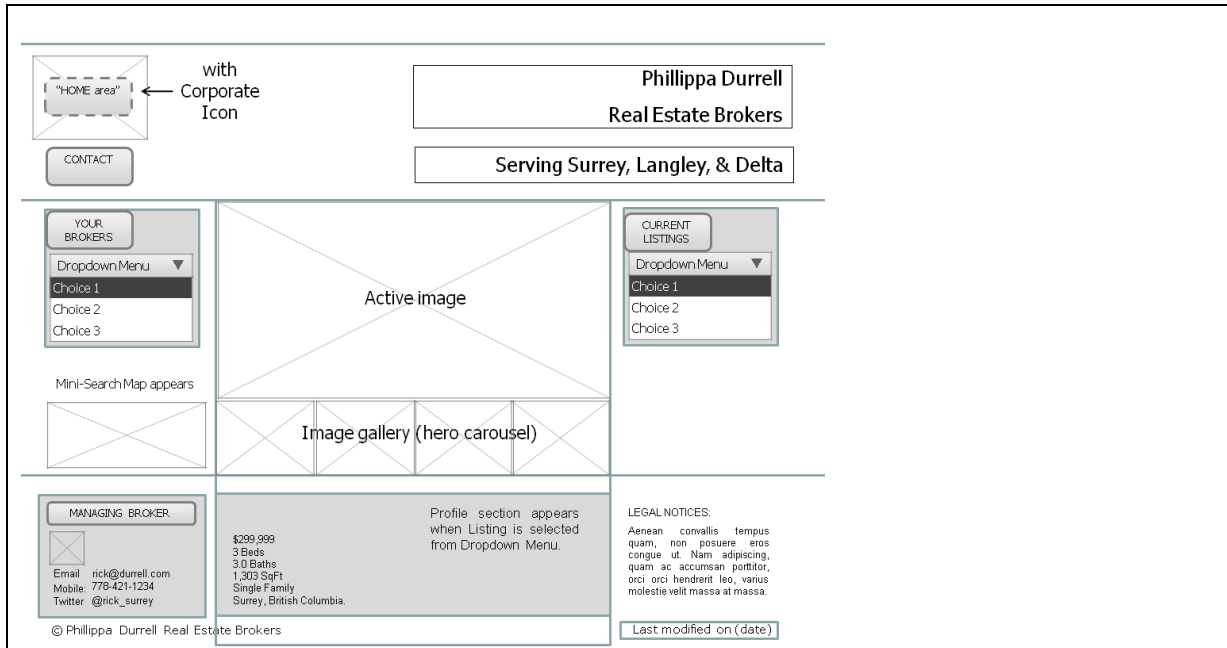 "HOME area"
with
Corporate
Icon
Phillippa Durrell
Real Estate Brokers
CONTACT
Serving Surrey, Langley, & Delta
YOUR
BROKERS
Dropdown Menu
Choice 1
Choice 2
Choice 3
Active image
CURRENT
LISTINGS
Dropdown Menu
Choice 1
Choice 2
Choice 3
Mini-Search Map appears
Image gallery (hero carousel)
MANAGING BROKER
Email rick@durrell.com
Mobile: 778-421-1234
Twitter @rick_surrey
$299,999
3 Beds
3.0 Baths
1,303 SqFt
Single Family
Surrey, British Columbia.
Profile section appears
when Listing is selected
from Dropdown Menu.
LEGAL NOTICES:
Aenean convallis tempus
quam, non posuere eros
congue ut. Nam adipiscing,
quam ac accumsan porttitor,
orci orci hendrerit leo, varius
molestie velit massa at massa.
© Phillippa Durrell Real Estate Brokers
Last modified on (date)